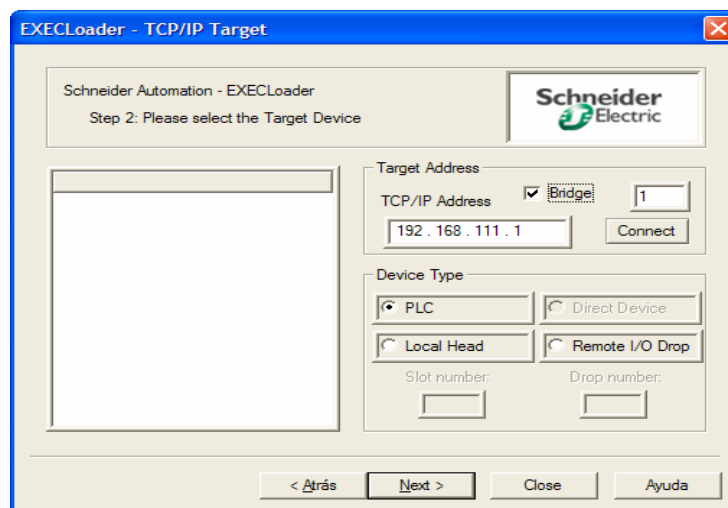 EXECLoader - TCP/IP Target
Schneider Automation - EXECLoader
Step 2: Please select the Target Device
Schneider
Electric
Target Address
TCP/IP Address
Bridge
1
192 . 168 . 111 . 1
Connect
Device Type
PLC
Direct Device
Local Head
Remote I/O Drop
Slot number:
Drop number:
< Atrás
Next >
Close
Ayuda